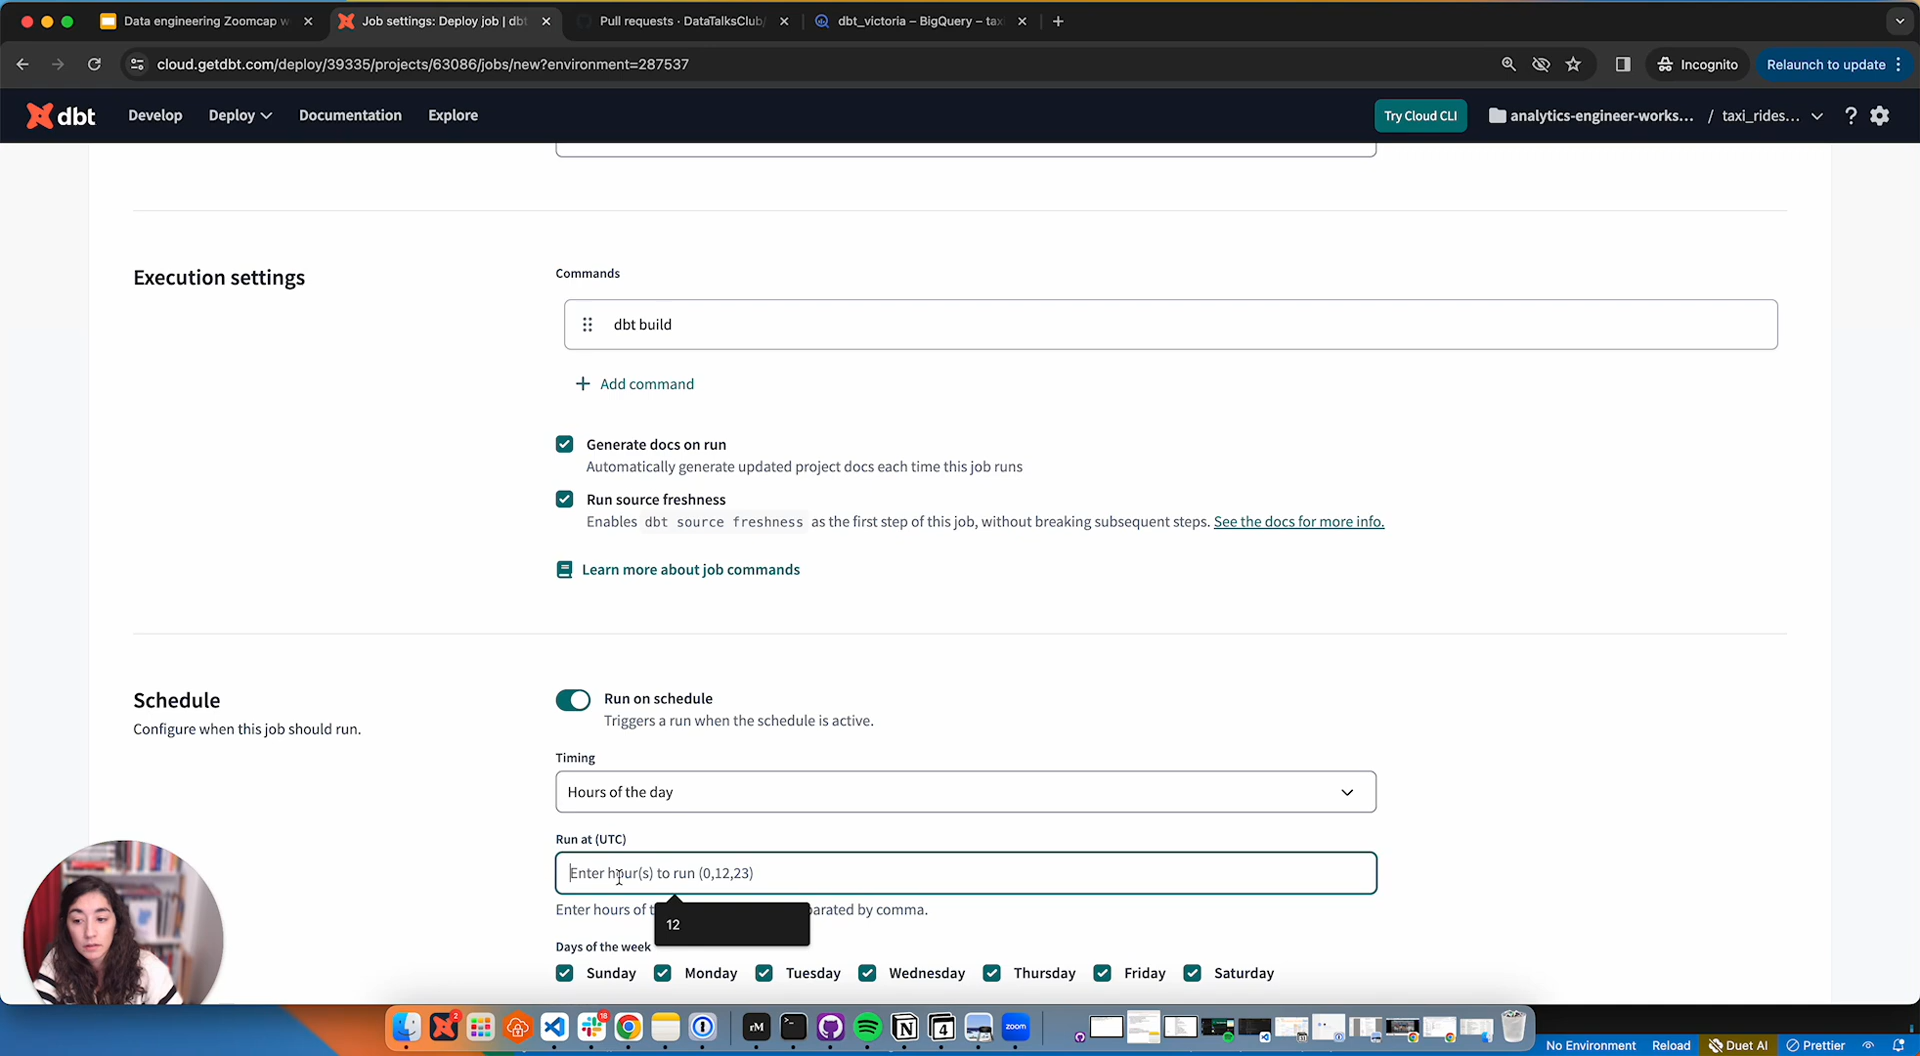 Data engineering Zoomcap w
Job settings: Deploy job | dbt
Pull requests · DataTalksClub/
dbt_victoria – BigQuery – tax
cloud.getdbt.com/deploy/39335/projects/63086/jobs/new?environment=287537
Incognito
Relaunch to update
dbt
Develop
Deploy
Documentation
Explore
Try Cloud CLI
analytics-engineer-works...
/ taxi_rides...
Execution settings
Commands
dbt build
Add command
Generate docs on run
Automatically generate updated project docs each time this job runs
Run source freshness
Enables dbt source freshness as the first step of this job, without breaking subsequent steps. See the docs for more info.
Learn more about job commands
Schedule
Configure when this job should run.
Run on schedule
Triggers a run when the schedule is active.
Timing
Hours of the day
Run at (UTC)
Enter hour(s) to run (0,12,23)
Enter hours of
by comma.
12
Days of the week
Sunday
Monday
Tuesday
Wednesday
Thursday
Friday
Saturday
2
18
rM
4
zoom
No Environment
Reload
Duet AI
Prettier